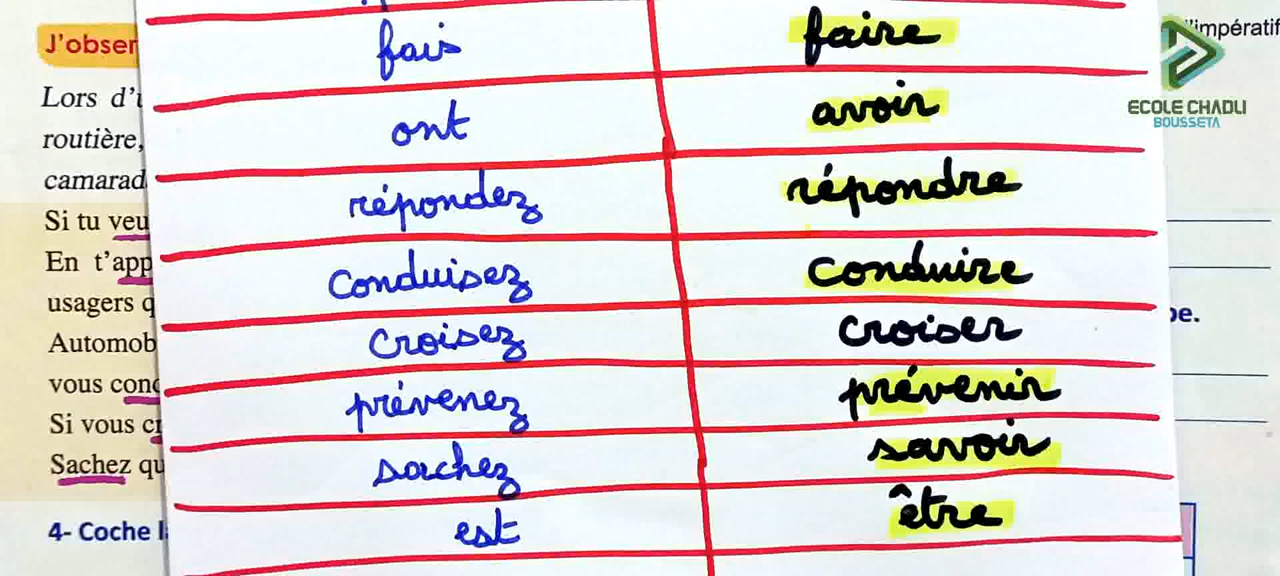 J'obser
l'impératif
Lors d'u
routière,
camarad
Si tu veu
En t'app
usagers q
Automob
vous cond
Si vous cr
Sachez qu
4- Coche l
fais faire
ont avoir
répondez répondre
conduisez conduire
croisez croiser
prévenez prévenir
sachez savoir
est être
ECOLE CHADLI
BOUSSETA
pe.